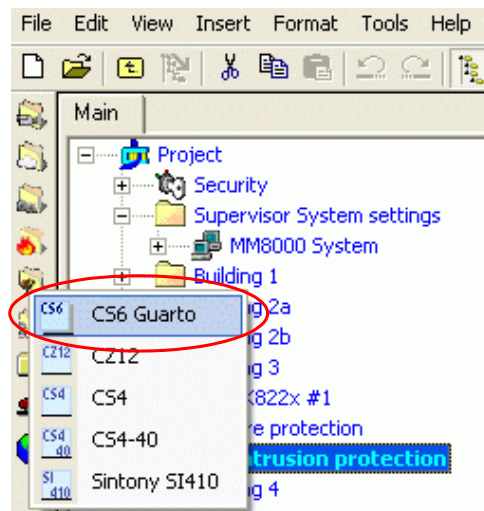 File Edit View Insert Format Tools Help
Main
Project
Security
Supervisor System settings
MM8000 System
Building 1
CS6 CS6 Guarto
g 2a
g 2b
CZ12 CZ12
g 3
CS4 CS4
X822x #1
re protection
CS4 40 CS4-40
trusion protection
SI 410 Sintony SI410
g 4